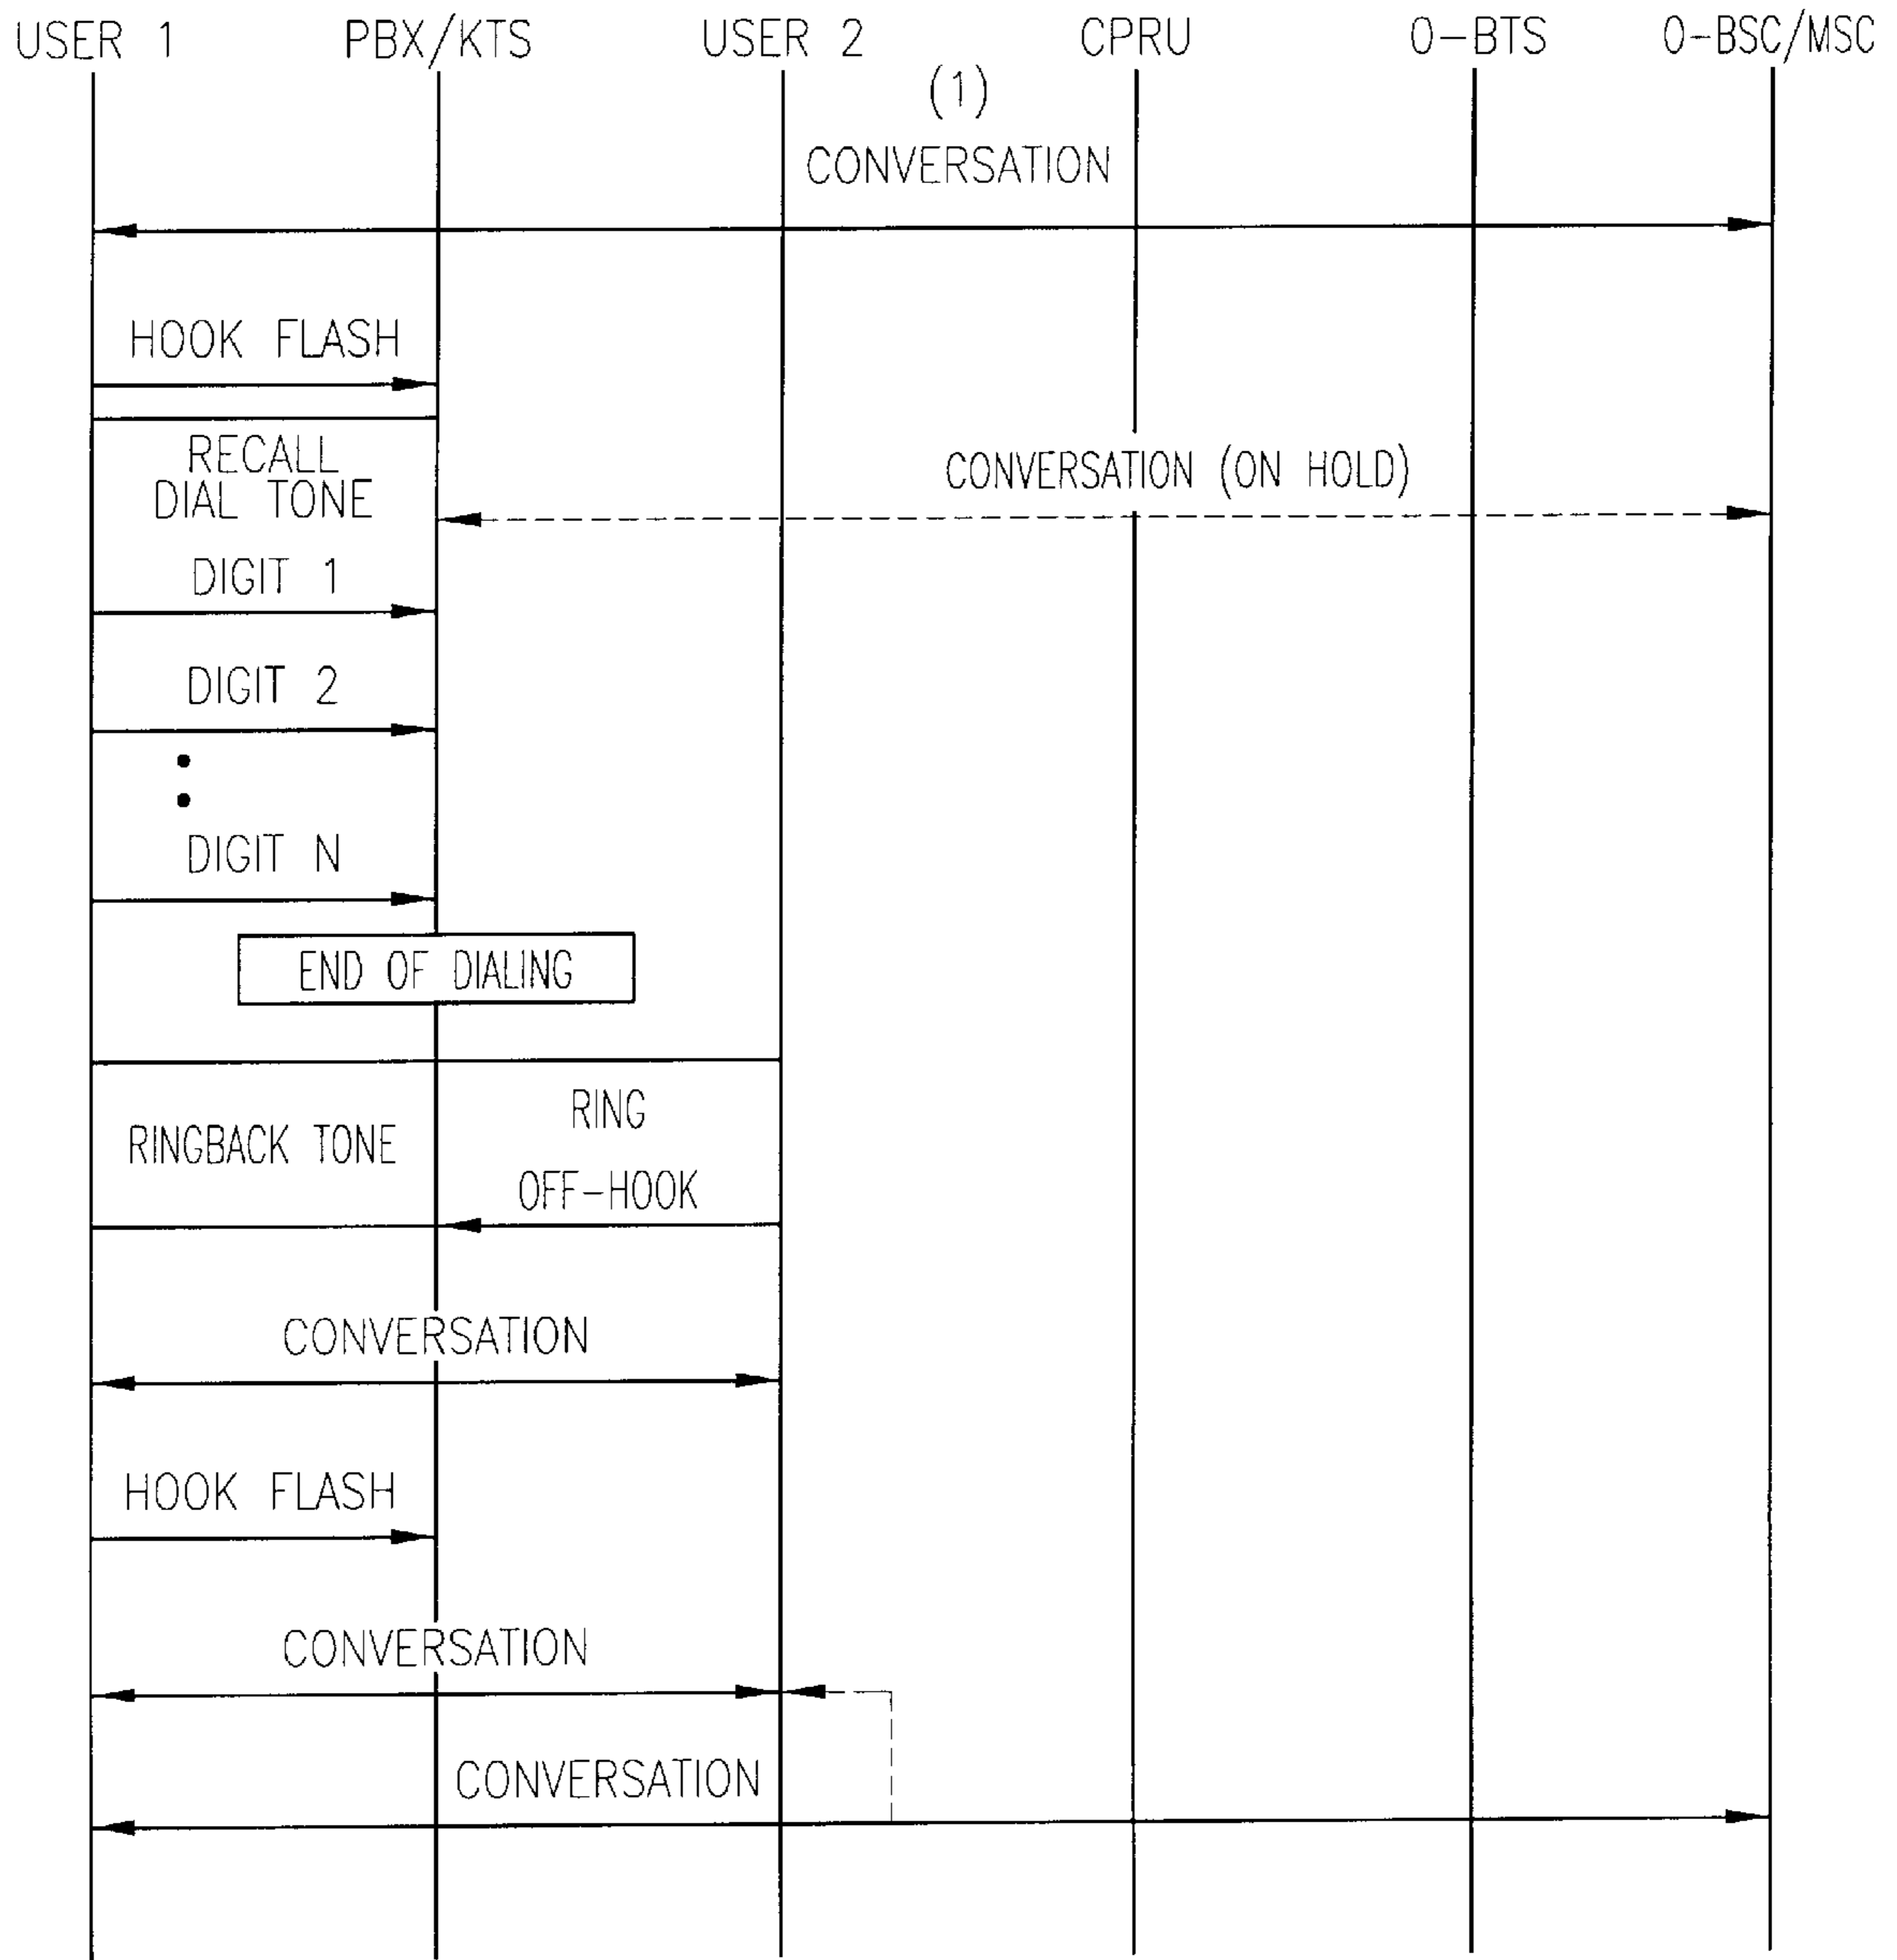 USER 1 PBX/KTS USER 2 CPRU O-BTS O-BSC/MSC
(1)
CONVERSATION
HOOK FLASH
RECALL
DIAL TONE
CONVERSATION (ON HOLD)
DIGIT 1
DIGIT 2
DIGIT N
END OF DIALING
RINGBACK TONE
RING
OFF-HOOK
CONVERSATION
HOOK FLASH
CONVERSATION
CONVERSATION